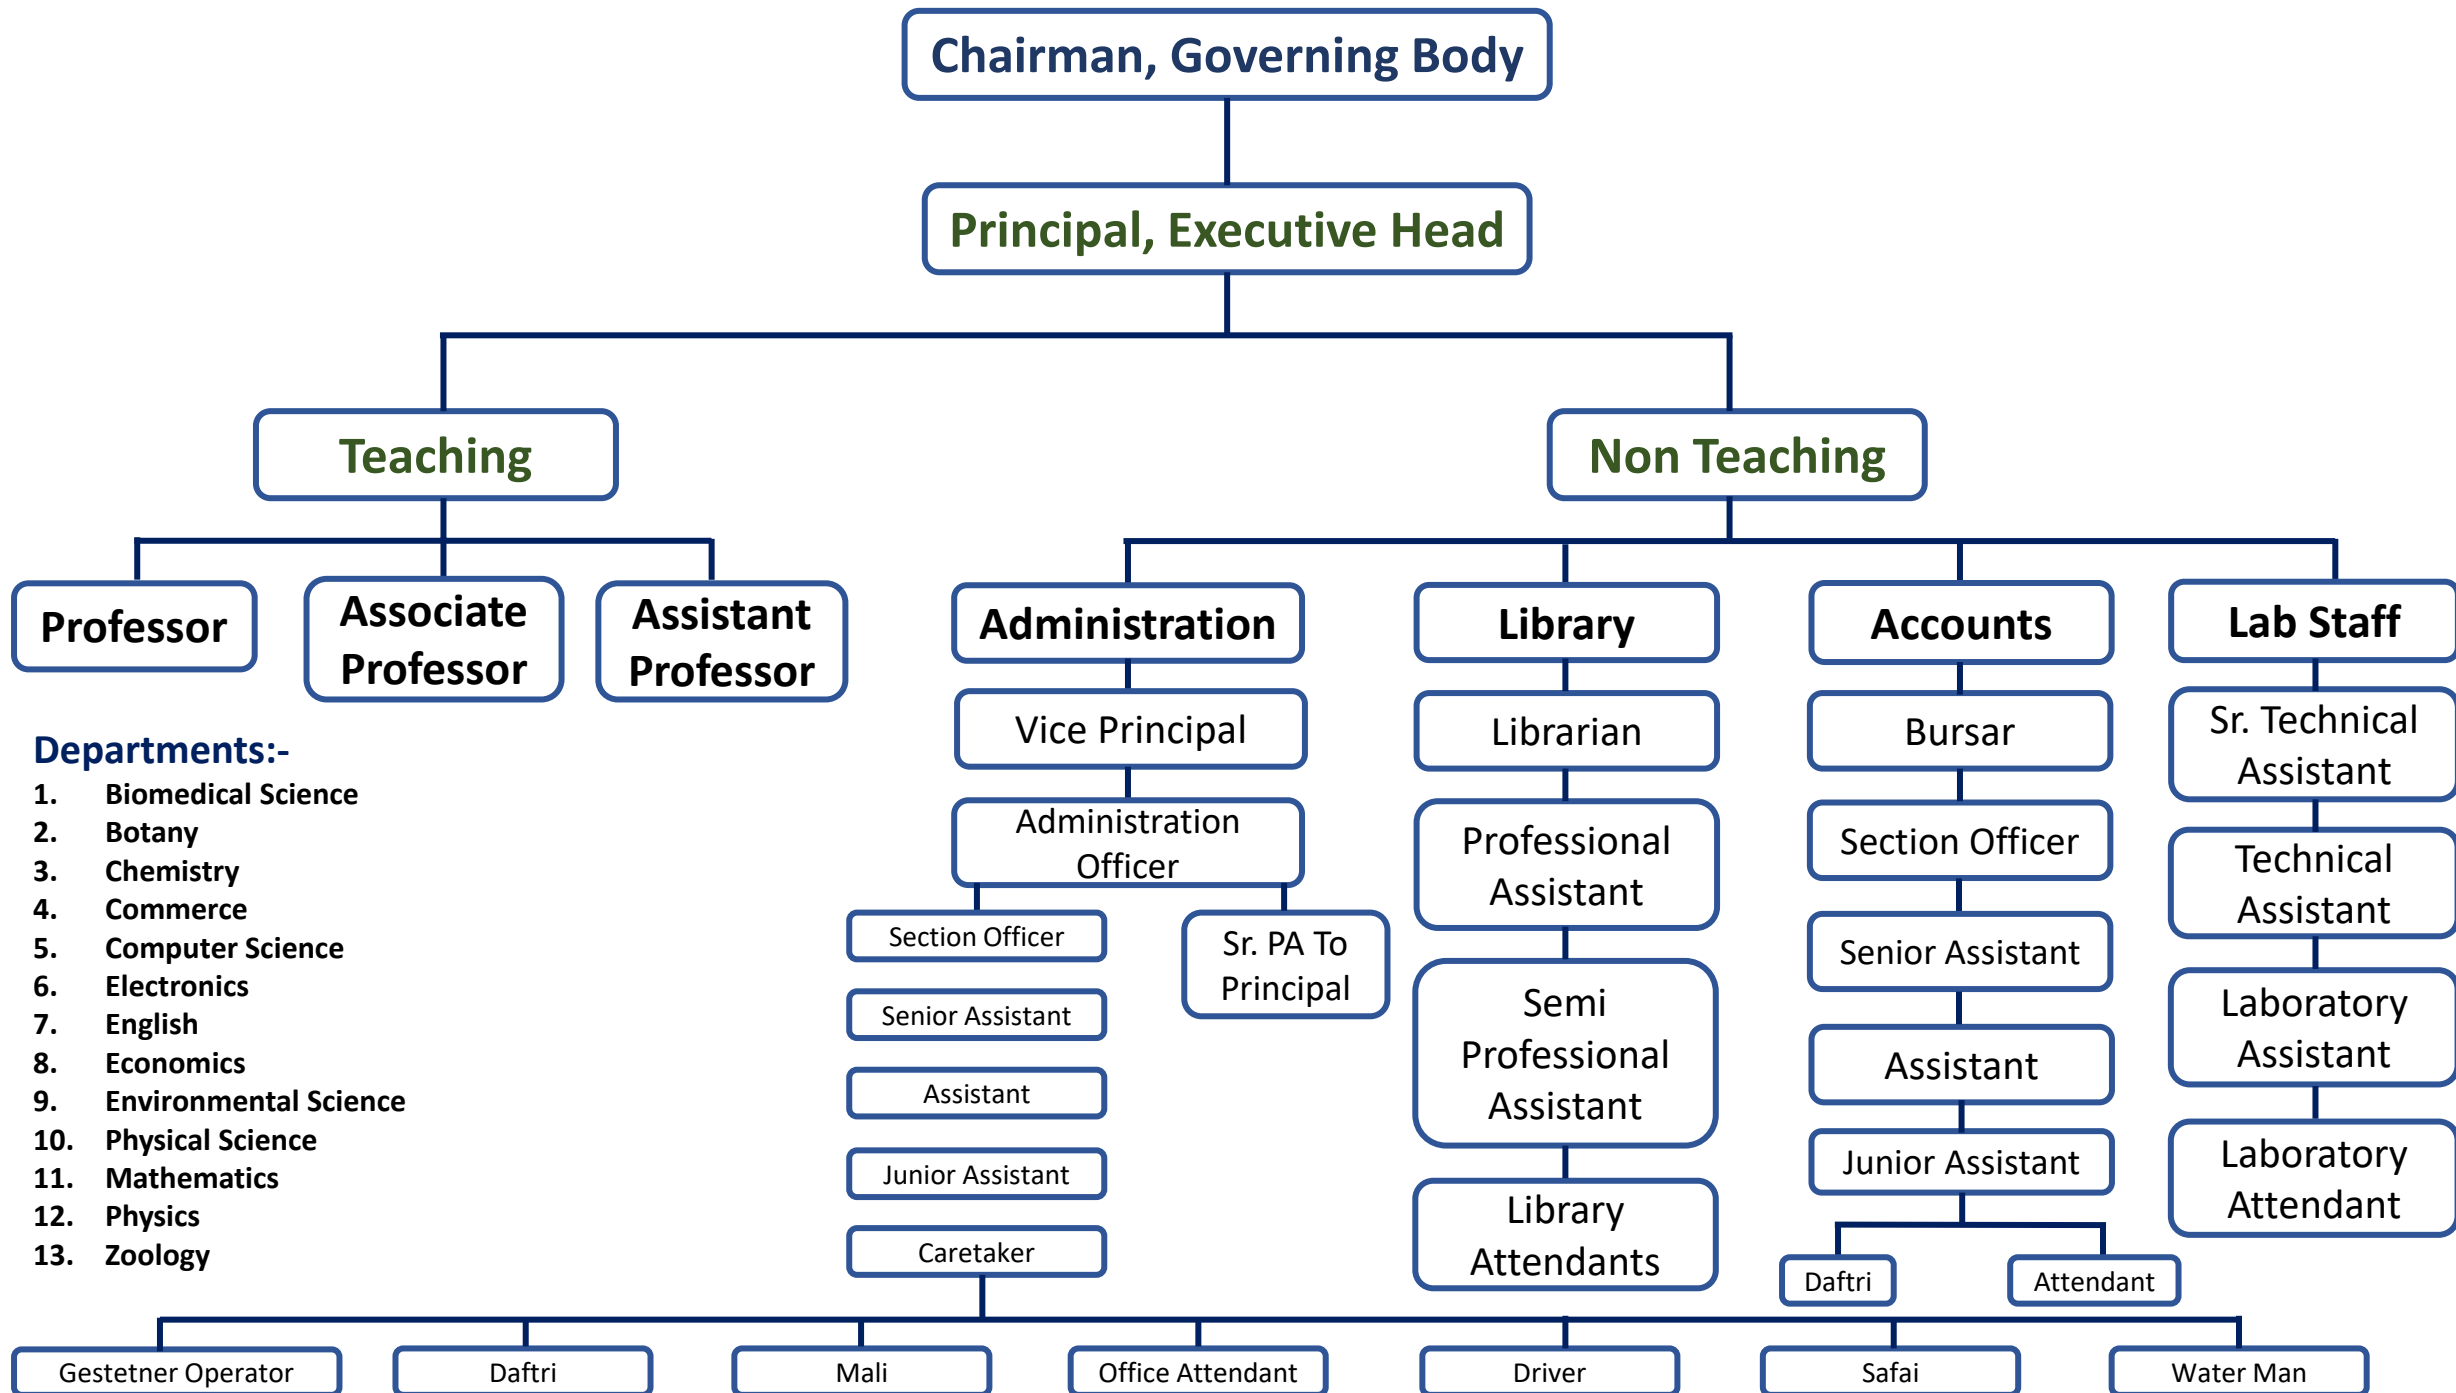 Chairman, Governing Body
Principal, Executive Head
Teaching
Non Teaching
Professor
Associate
Professor
Assistant
Professor
Departments:-
1. Biomedical Science
2. Botany
3. Chemistry
4. Commerce
5. Computer Science
6. Electronics
7. English
8. Economics
9. Environmental Science
10. Physical Science
11. Mathematics
12. Physics
13. Zoology
Administration
Vice Principal
Administration
Officer
Section Officer
Senior Assistant
Assistant
Junior Assistant
Caretaker
Sr. PA To
Principal
Library
Librarian
Professional
Assistant
Semi
Professional
Assistant
Library
Attendants
Accounts
Bursar
Section Officer
Senior Assistant
Assistant
Junior Assistant
Daftri
Attendant
Lab Staff
Sr. Technical
Assistant
Technical
Assistant
Laboratory
Assistant
Laboratory
Attendant
Gestetner Operator
Daftri
Mali
Office Attendant
Driver
Safai
Water Man